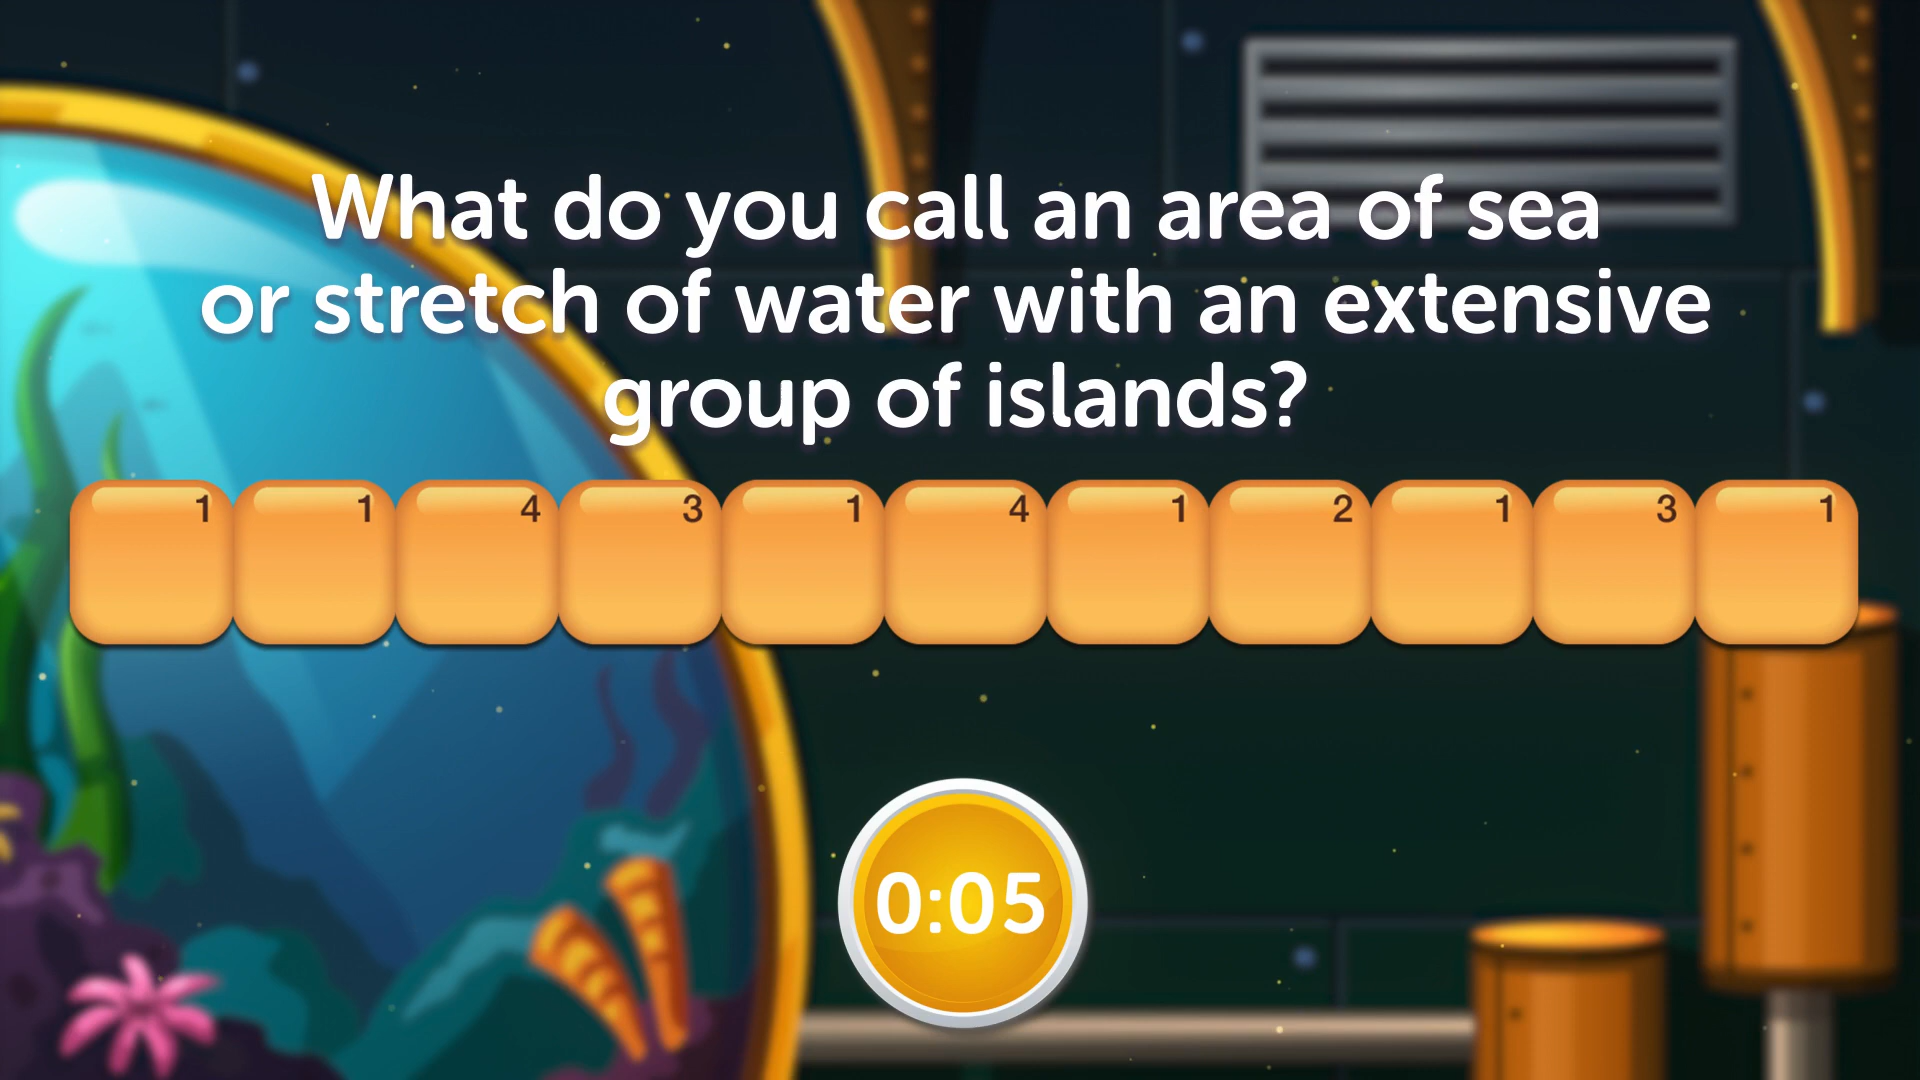 What do you call an area of sea
or stretch of water with an extensive
group of islands?
1 1 4 3 1 4 1 2 1 3 1
0:05